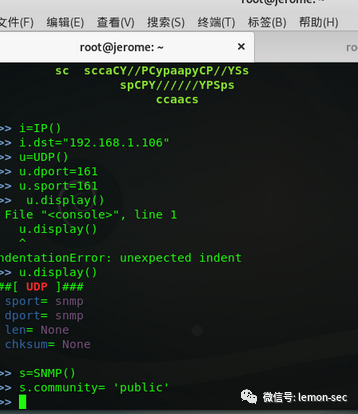 root@jerome: ~
文件(F) 编辑(E) 查看(V) 搜索(S) 终端(T) 标签(B) 帮助(H)
root@jerome: ~ × ro
sc sccaCY//PCypaapyCP//YSs
spCPY//////YPSps
ccaacs
>> i=IP()
>> i.dst="192.168.1.106"
>> u=UDP()
>> u.dport=161
>> u.sport=161
>>  u.display()
File "<console>", line 1
u.display()
^
ndentationError: unexpected indent
>> u.display()
##[ UDP ]###
sport= snmp
dport= snmp
len= None
chksum= None
>> s=SNMP()
>> s.community= 'public'
>>
微信号: lemon-sec